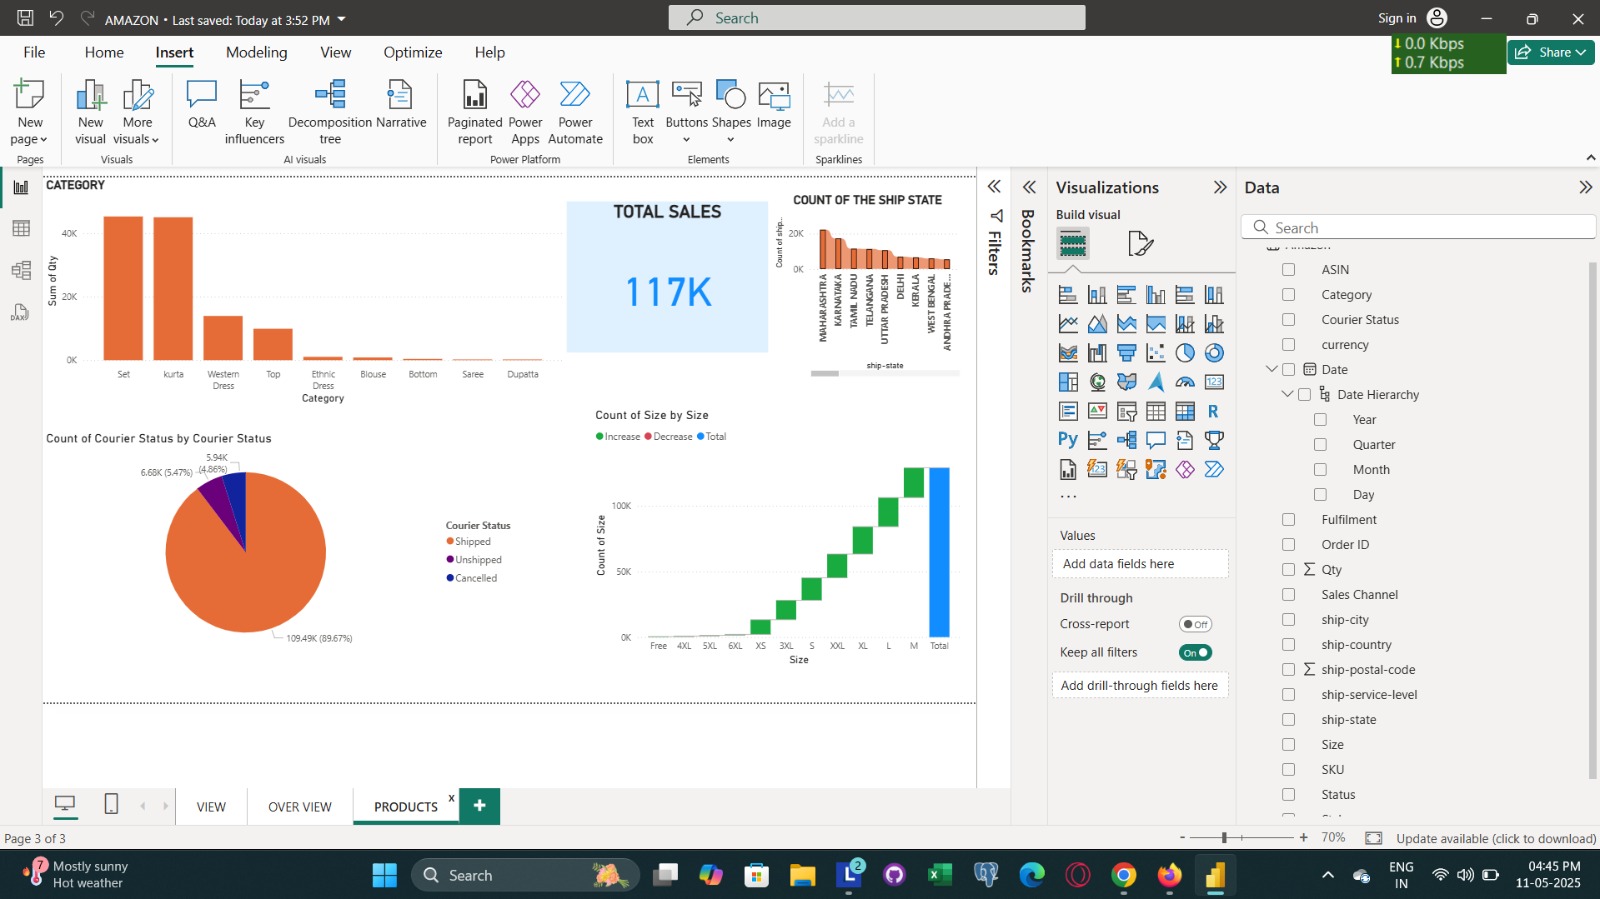 AMAZON • Last saved: Today at 3:52 PM
Search
Sign in
File Home Insert Modeling View Optimize Help
↓ 0.0 Kbps
↑ 0.7 Kbps
Share
New page
Pages
New visual
More visuals
Visuals
Q&A
Key influencers
Decomposition tree
Narrative
AI visuals
Paginated report
Power Apps
Power Automate
Power Platform
Text box
Buttons
Shapes
Image
Elements
Add a sparkline
Sparklines
CATEGORY
Sum of Qty
40K
20K
0K
Set kurta Western Dress Top Ethnic Dress Blouse Bottom Saree Dupatta
Category
TOTAL SALES
117K
COUNT OF THE SHIP STATE
Count of ship...
20K
0K
MAHARASHTRA
KARNATAKA
TAMIL NADU
TELANGANA
UTTAR PRADESH
DELHI
KERALA
WEST BENGAL
ANDHRA PRADE...
ship-state
Count of Courier Status by Courier Status
5.94K (4.86%)
6.68K (5.47%)
109.49K (89.67%)
Courier Status
Shipped
Unshipped
Cancelled
Count of Size by Size
Increase Decrease Total
Count of Size
100K
50K
0K
Free 4XL 5XL 6XL XS 3XL S XXL XL L M Total
Size
Filters
Bookmarks
Visualizations
Build visual
123
R
Py
123
...
Values
Add data fields here
Drill through
Cross-report
Off
Keep all filters
On
Add drill-through fields here
Data
Search
ASIN
Category
Courier Status
currency
Date
Date Hierarchy
Year
Quarter
Month
Day
Fulfilment
Order ID
Σ Qty
Sales Channel
ship-city
ship-country
Σ ship-postal-code
ship-service-level
ship-state
Size
SKU
Status
DAX
VIEW
OVER VIEW
PRODUCTS x
+
Page 3 of 3
- + 70%
Update available (click to download)
7
Mostly sunny
Hot weather
Search
L 2
ENG
IN
04:45 PM
11-05-2025